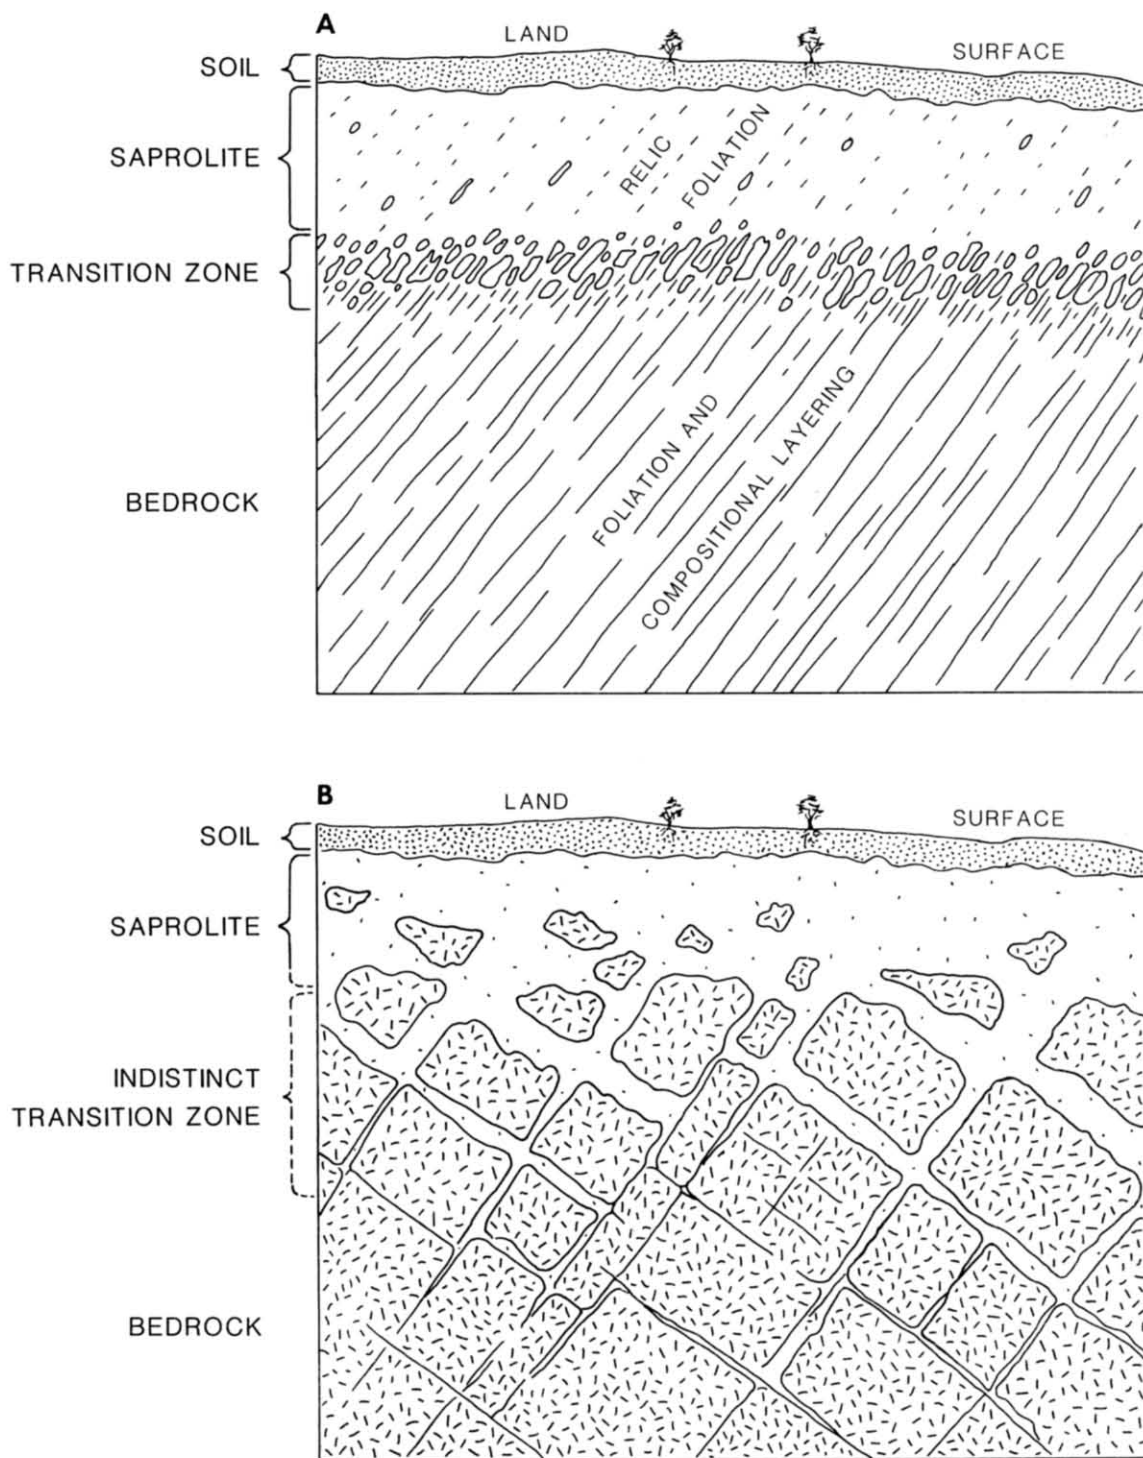 A
LAND
SURFACE
SOIL
SAPROLITE
RELIC
FOLIATION
TRANSITION ZONE
FOLIATION AND
COMPOSITIONAL LAYERING
BEDROCK
B
LAND
SURFACE
SOIL
SAPROLITE
INDISTINCT
TRANSITION ZONE
BEDROCK